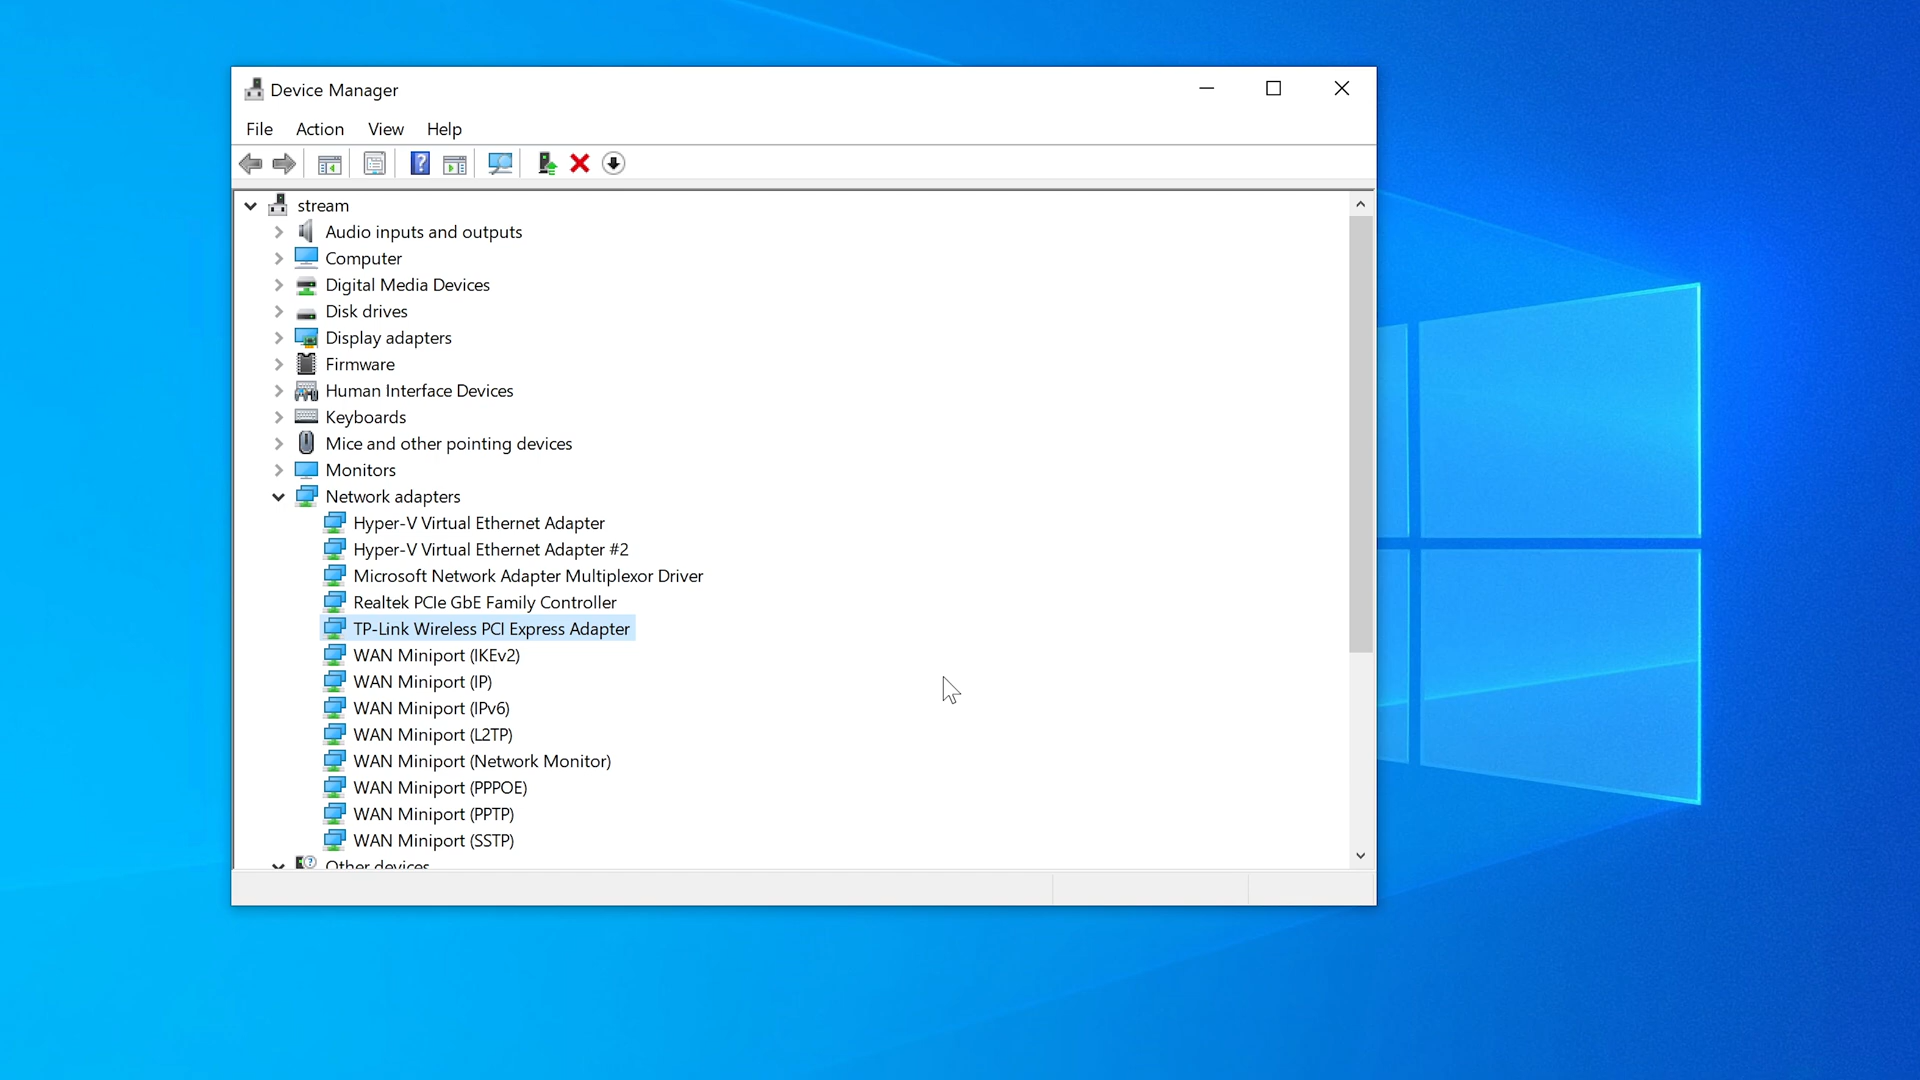 Device Manager
File Action View Help
stream
Audio inputs and outputs
Computer
Digital Media Devices
Disk drives
Display adapters
Firmware
Human Interface Devices
Keyboards
Mice and other pointing devices
Monitors
Network adapters
Hyper-V Virtual Ethernet Adapter
Hyper-V Virtual Ethernet Adapter #2
Microsoft Network Adapter Multiplexor Driver
Realtek PCIe GbE Family Controller
TP-Link Wireless PCI Express Adapter
WAN Miniport (IKEv2)
WAN Miniport (IP)
WAN Miniport (IPv6)
WAN Miniport (L2TP)
WAN Miniport (Network Monitor)
WAN Miniport (PPPOE)
WAN Miniport (PPTP)
WAN Miniport (SSTP)
Other devices